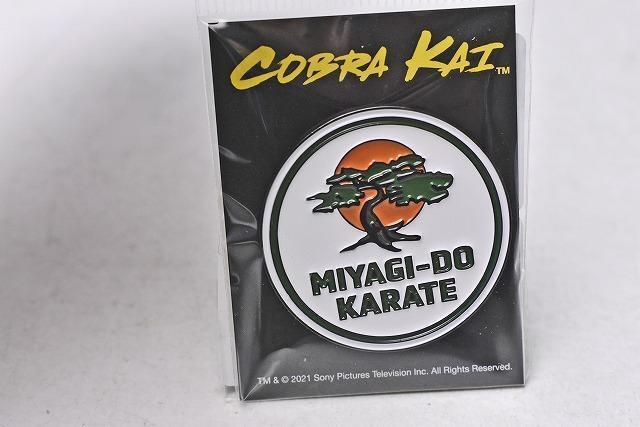 COBRA KAI™
MIYAGI-DO
KARATE
TM & © 2021 Sony Pictures Television Inc. All Rights Reserved.